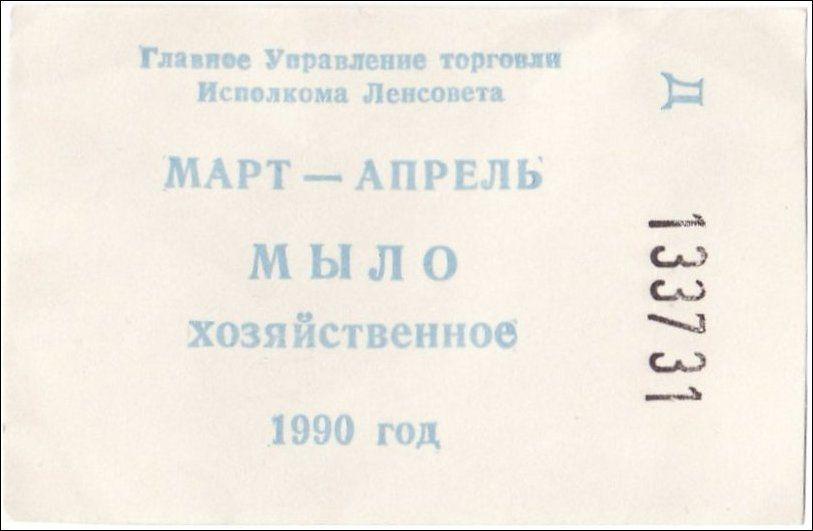 Главное Управление торговли
Исполкома Ленсовета
МАРТ — АПРЕЛЬ
МЫЛО
хозяйственное
1990 год
Д
133731